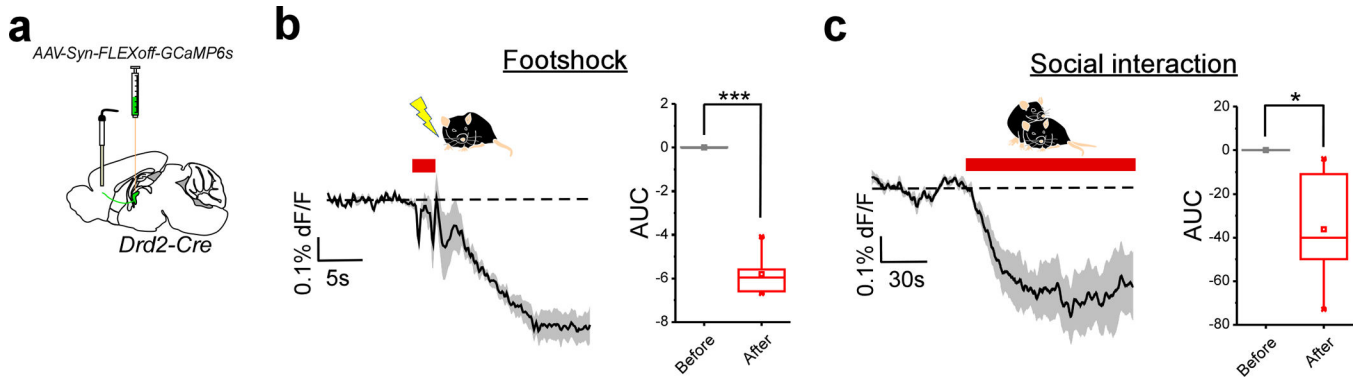 a
AAV-Syn-FLEXoff-GCaMP6s
Drd2-Cre
b
Footshock
0.1% dF/F
5s
***
AUC
2
0
-2
-4
-6
-8
Before
After
c
Social interaction
0.1% dF/F
30s
*
AUC
20
0
-20
-40
-60
-80
Before
After